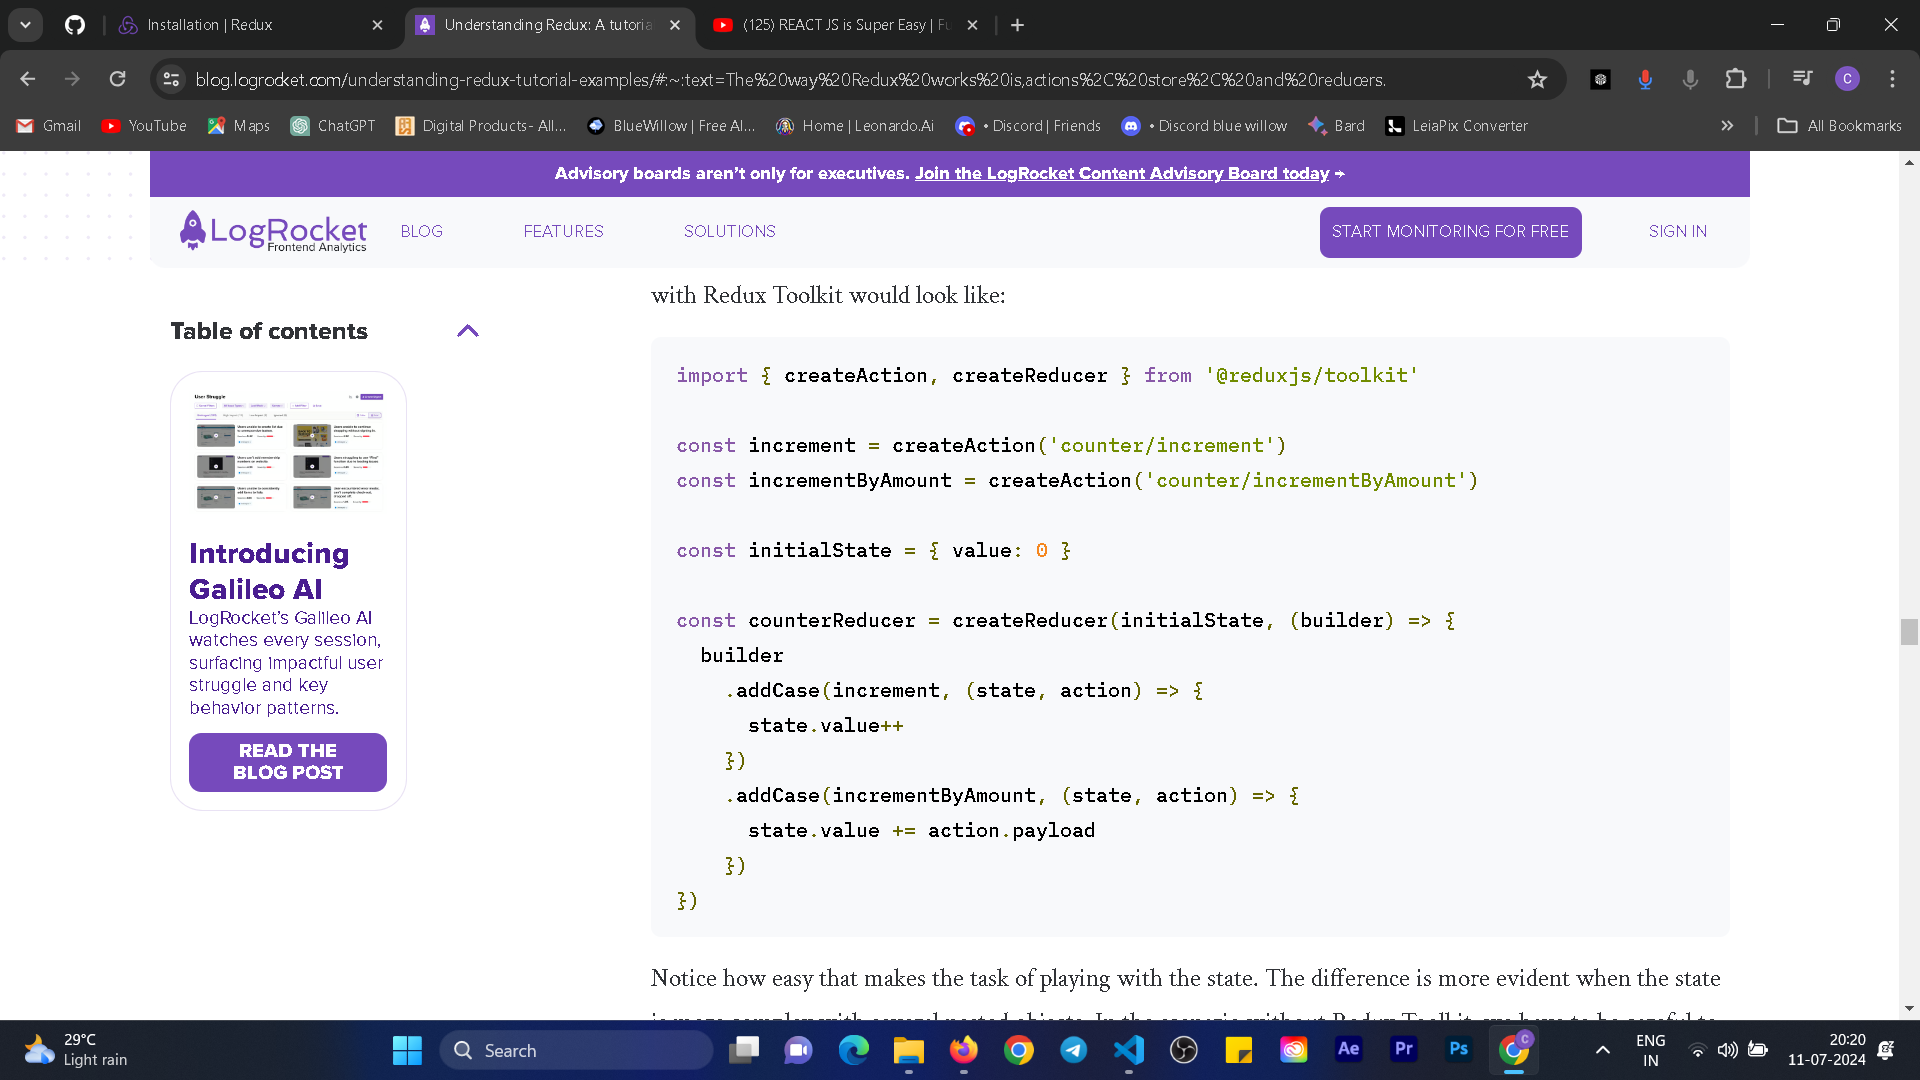 Installation | Redux
Understanding Redux: A tutoria
(125) REACT JS is Super Easy | Fu
blog.logrocket.com/understanding-redux-tutorial-examples/#:~:text=The%20way%20Redux%20works%20is,actions%2C%20store%2C%20and%20reducers.
C
Gmail
YouTube
Maps
ChatGPT
Digital Products- All...
BlueWillow | Free AI...
Home | Leonardo.Ai
• Discord | Friends
• Discord blue willow
Bard
LeiaPix Converter
All Bookmarks
Advisory boards aren't only for executives. Join the LogRocket Content Advisory Board today →
LogRocket
Frontend Analytics
BLOG
FEATURES
SOLUTIONS
START MONITORING FOR FREE
SIGN IN
Table of contents
User Struggle
Introducing
Galileo AI
LogRocket's Galileo AI
watches every session,
surfacing impactful user
struggle and key
behavior patterns.
READ THE
BLOG POST
with Redux Toolkit would look like:
import { createAction, createReducer } from '@reduxjs/toolkit'
const increment = createAction('counter/increment')
const incrementByAmount = createAction('counter/incrementByAmount')
const initialState = { value: 0 }
const counterReducer = createReducer(initialState, (builder) => {
builder
.addCase(increment, (state, action) => {
state.value++
})
.addCase(incrementByAmount, (state, action) => {
state.value += action.payload
})
})
Notice how easy that makes the task of playing with the state. The difference is more evident when the state
29°C
Light rain
Search
Ae
Pr
Ps
C
ENG
IN
20:20
11-07-2024